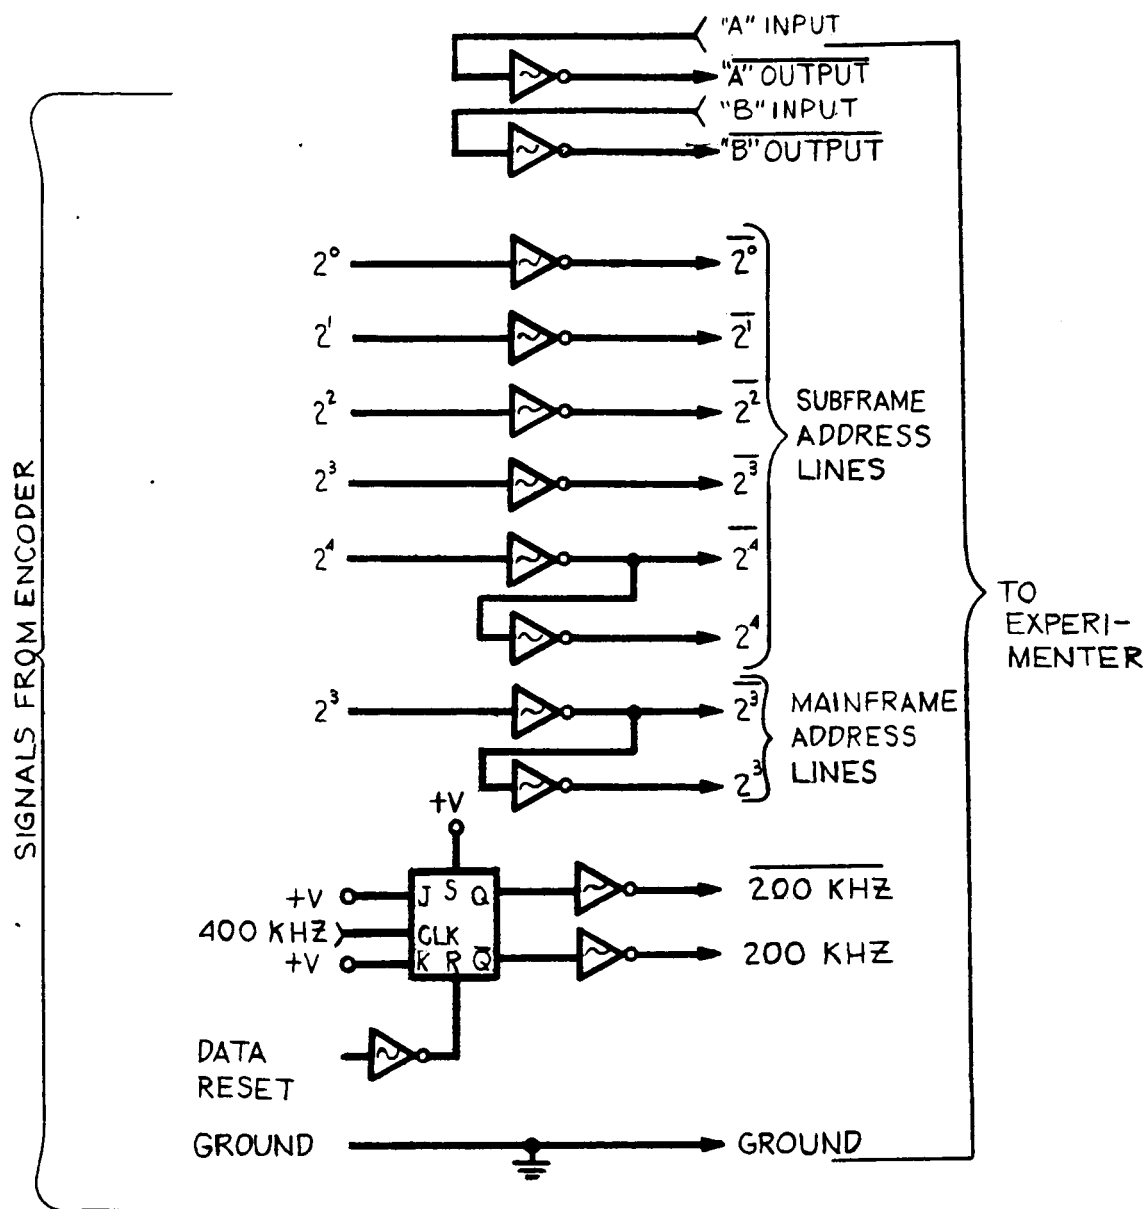 "A" INPUT
"A" OUTPUT
"B" INPUT
"B" OUTPUT
SIGNALS FROM ENCODER
2⁰ 2⁰
2¹ 2¹
2² 2²
2³ 2³
2⁴ 2⁴
2⁴
SUBFRAME
ADDRESS
LINES
2³ 2³
2³
MAINFRAME
ADDRESS
LINES
TO
EXPERI-
MENTER
+V
+V J S Q 200 KHZ
400 KHZ CLK
+V K R Q̅ 200 KHZ
DATA
RESET
GROUND GROUND